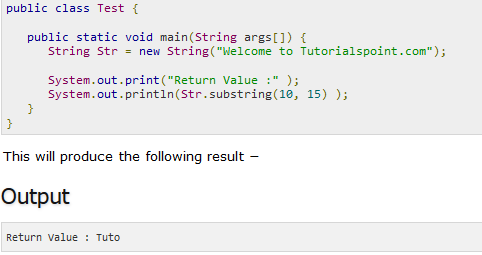 public class Test {
public static void main(String args[]) {
String Str = new String("Welcome to Tutorialspoint.com");
System.out.print("Return Value :" );
System.out.println(Str.substring(10, 15) );
}
}
This will produce the following result −
Output
Return Value : Tuto